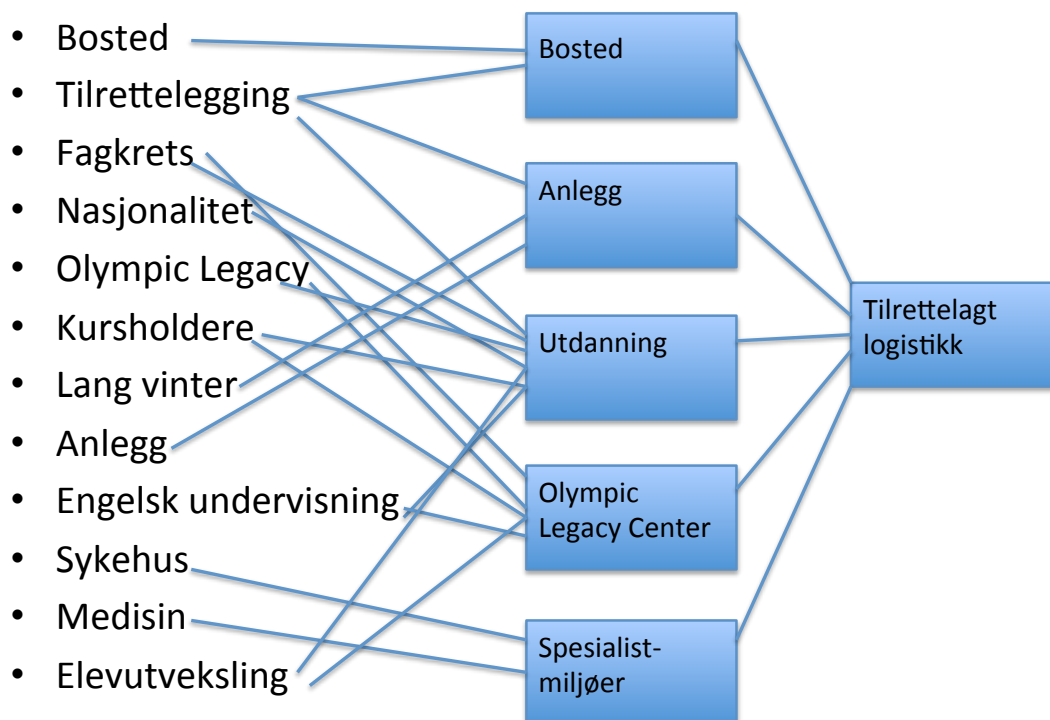 • Bosted
• Tilrettelegging
• Fagkrets
• Nasjonalitet
• Olympic Legacy
• Kursholdere
• Lang vinter
• Anlegg
• Engelsk undervisning
• Sykehus
• Medisin
• Elevutveksling
Bosted
Anlegg
Utdanning
Olympic
Legacy Center
Spesialist-
miljøer
Tilrettelagt
logistikk